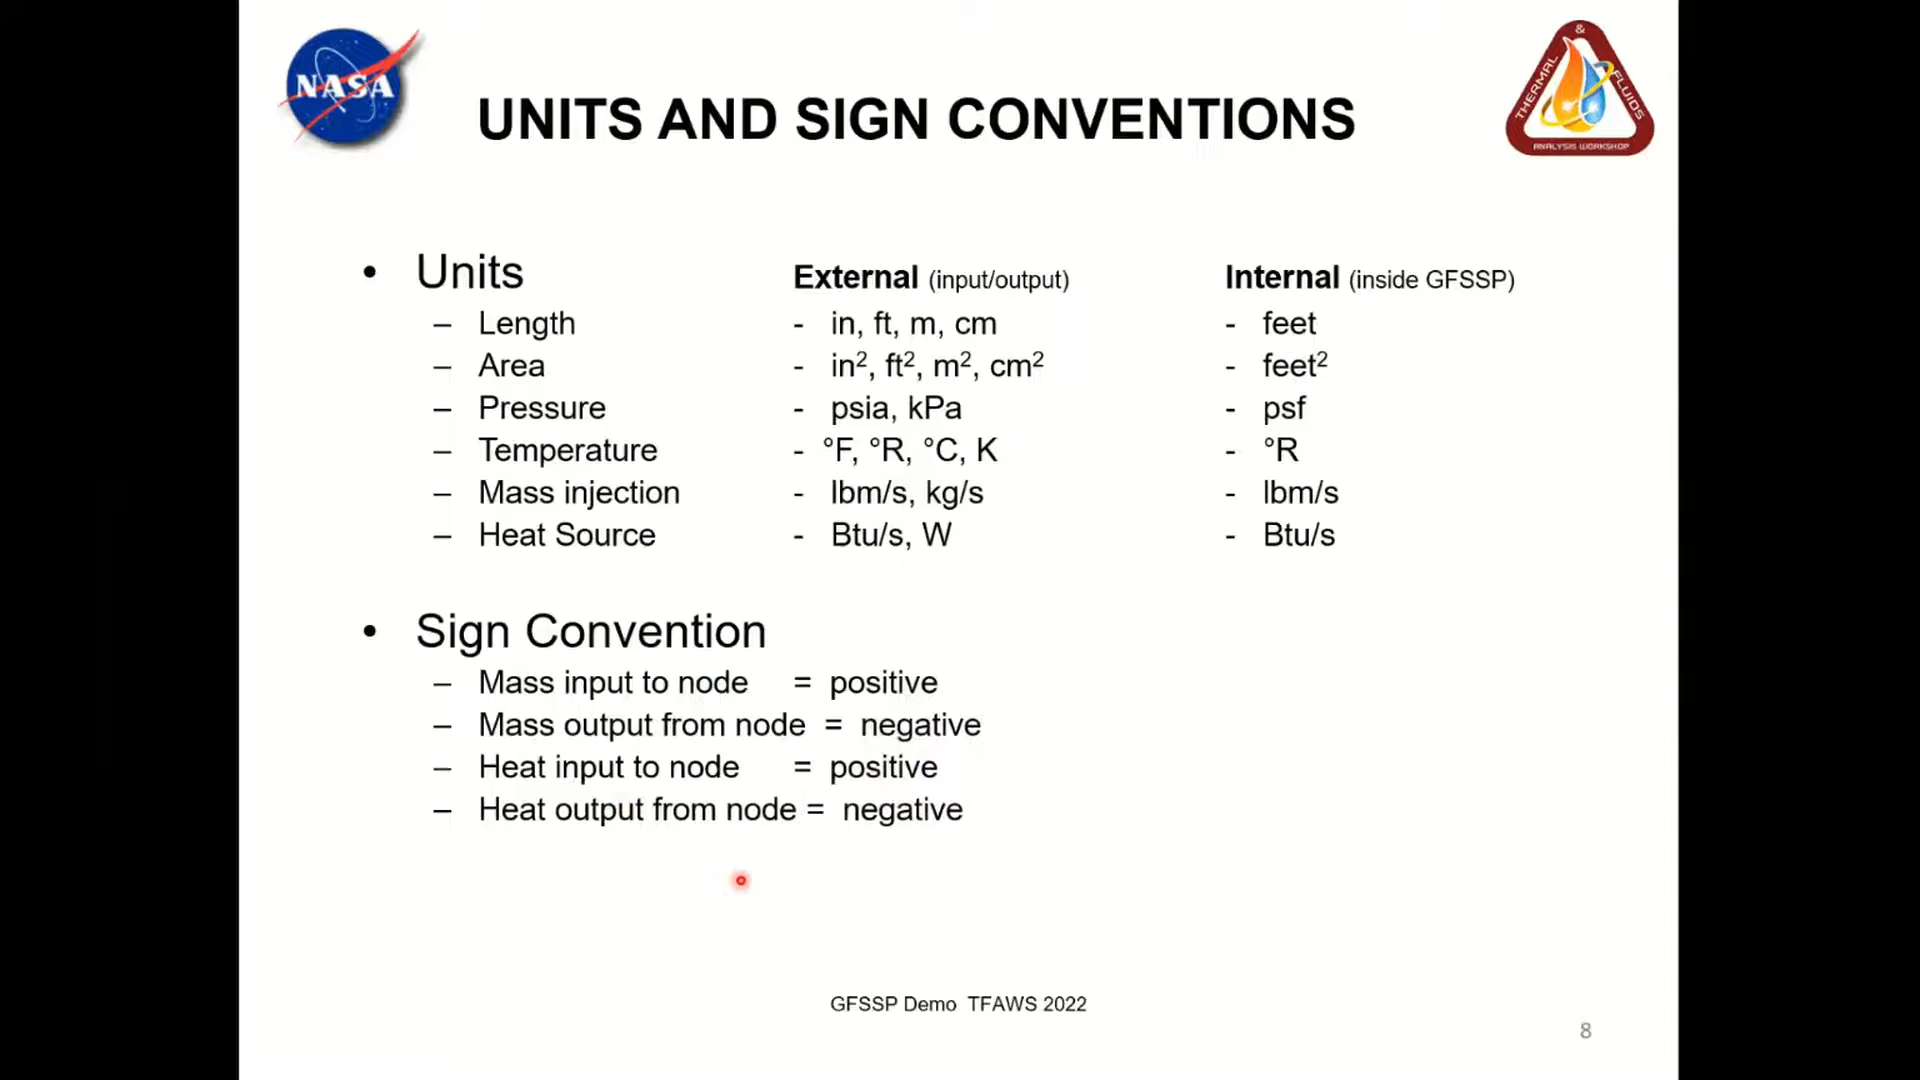 NASA
THERMAL & FLUIDS
ANALYSIS WORKSHOP
UNITS AND SIGN CONVENTIONS
• Units External (input/output) Internal (inside GFSSP)
– Length - in, ft, m, cm - feet
– Area - in², ft², m², cm² - feet²
– Pressure - psia, kPa - psf
– Temperature - °F, °R, °C, K - °R
– Mass injection - lbm/s, kg/s - lbm/s
– Heat Source - Btu/s, W - Btu/s
• Sign Convention
– Mass input to node = positive
– Mass output from node = negative
– Heat input to node = positive
– Heat output from node = negative
GFSSP Demo TFAWS 2022
8